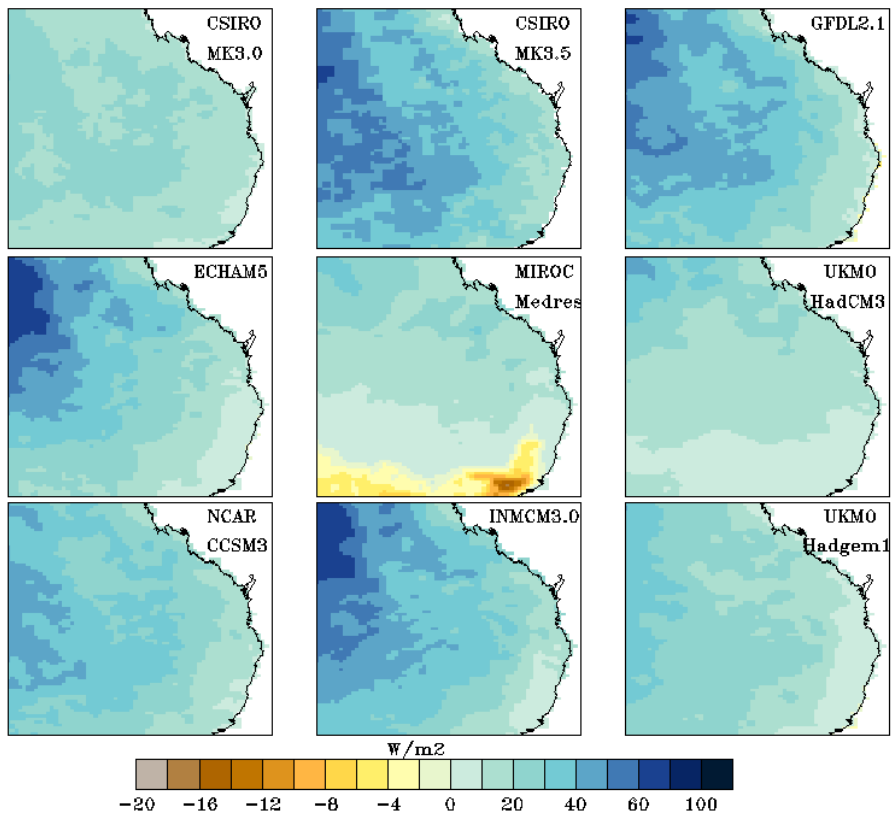 CSIRO
MK3.0
CSIRO
MK3.5
GFDL2.1
ECHAM5
MIROC
Medres
UKMO
HadCM3
NCAR
CCSM3
INMCM3.0
UKMO
Hadgem1
W/m2
-20 -16 -12 -8 -4 0 20 40 60 100